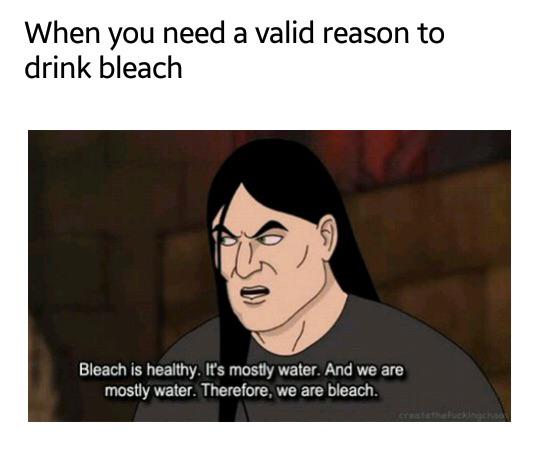 When you need a valid reason to
drink bleach
Bleach is healthy. It's mostly water. And we are
mostly water. Therefore, we are bleach.
createthefuckingchaos